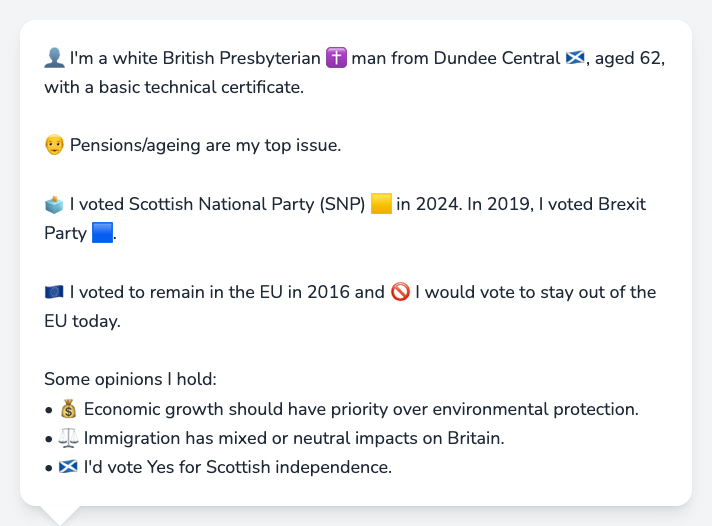 👤 I'm a white British Presbyterian ✝️ man from Dundee Central 🏴󠁧󠁢󠁳󠁣󠁴󠁿, aged 62,
with a basic technical certificate.
👴 Pensions/ageing are my top issue.
🗳️ I voted Scottish National Party (SNP) 🟨 in 2024. In 2019, I voted Brexit
Party 🟦.
🇪🇺 I voted to remain in the EU in 2016 and 🚫 I would vote to stay out of the
EU today.
Some opinions I hold:
• 💰 Economic growth should have priority over environmental protection.
• ⚖️ Immigration has mixed or neutral impacts on Britain.
• 🏴󠁧󠁢󠁳󠁣󠁴󠁿 I'd vote Yes for Scottish independence.